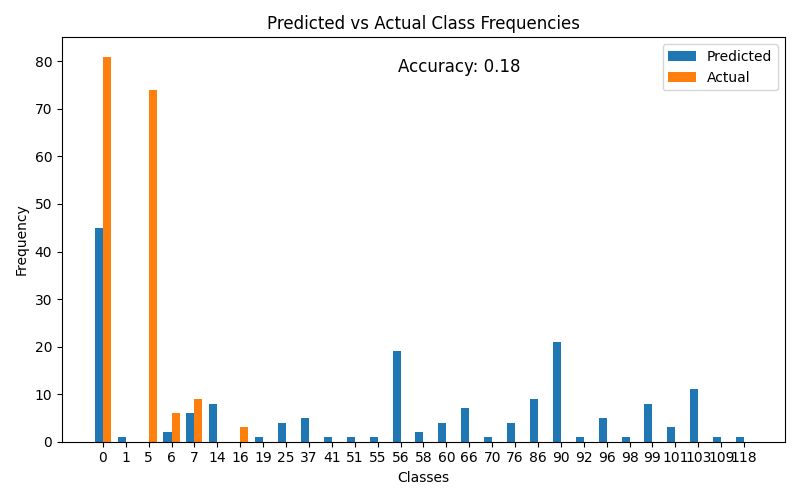 Predicted vs Actual Class Frequencies
Accuracy: 0.18
Predicted
Actual
80
70
60
50
40
30
20
10
0
Frequency
0 1 5 6 7 14 16 19 25 37 41 51 55 56 58 60 66 70 76 86 90 92 96 98 99 101 103 109 118
Classes